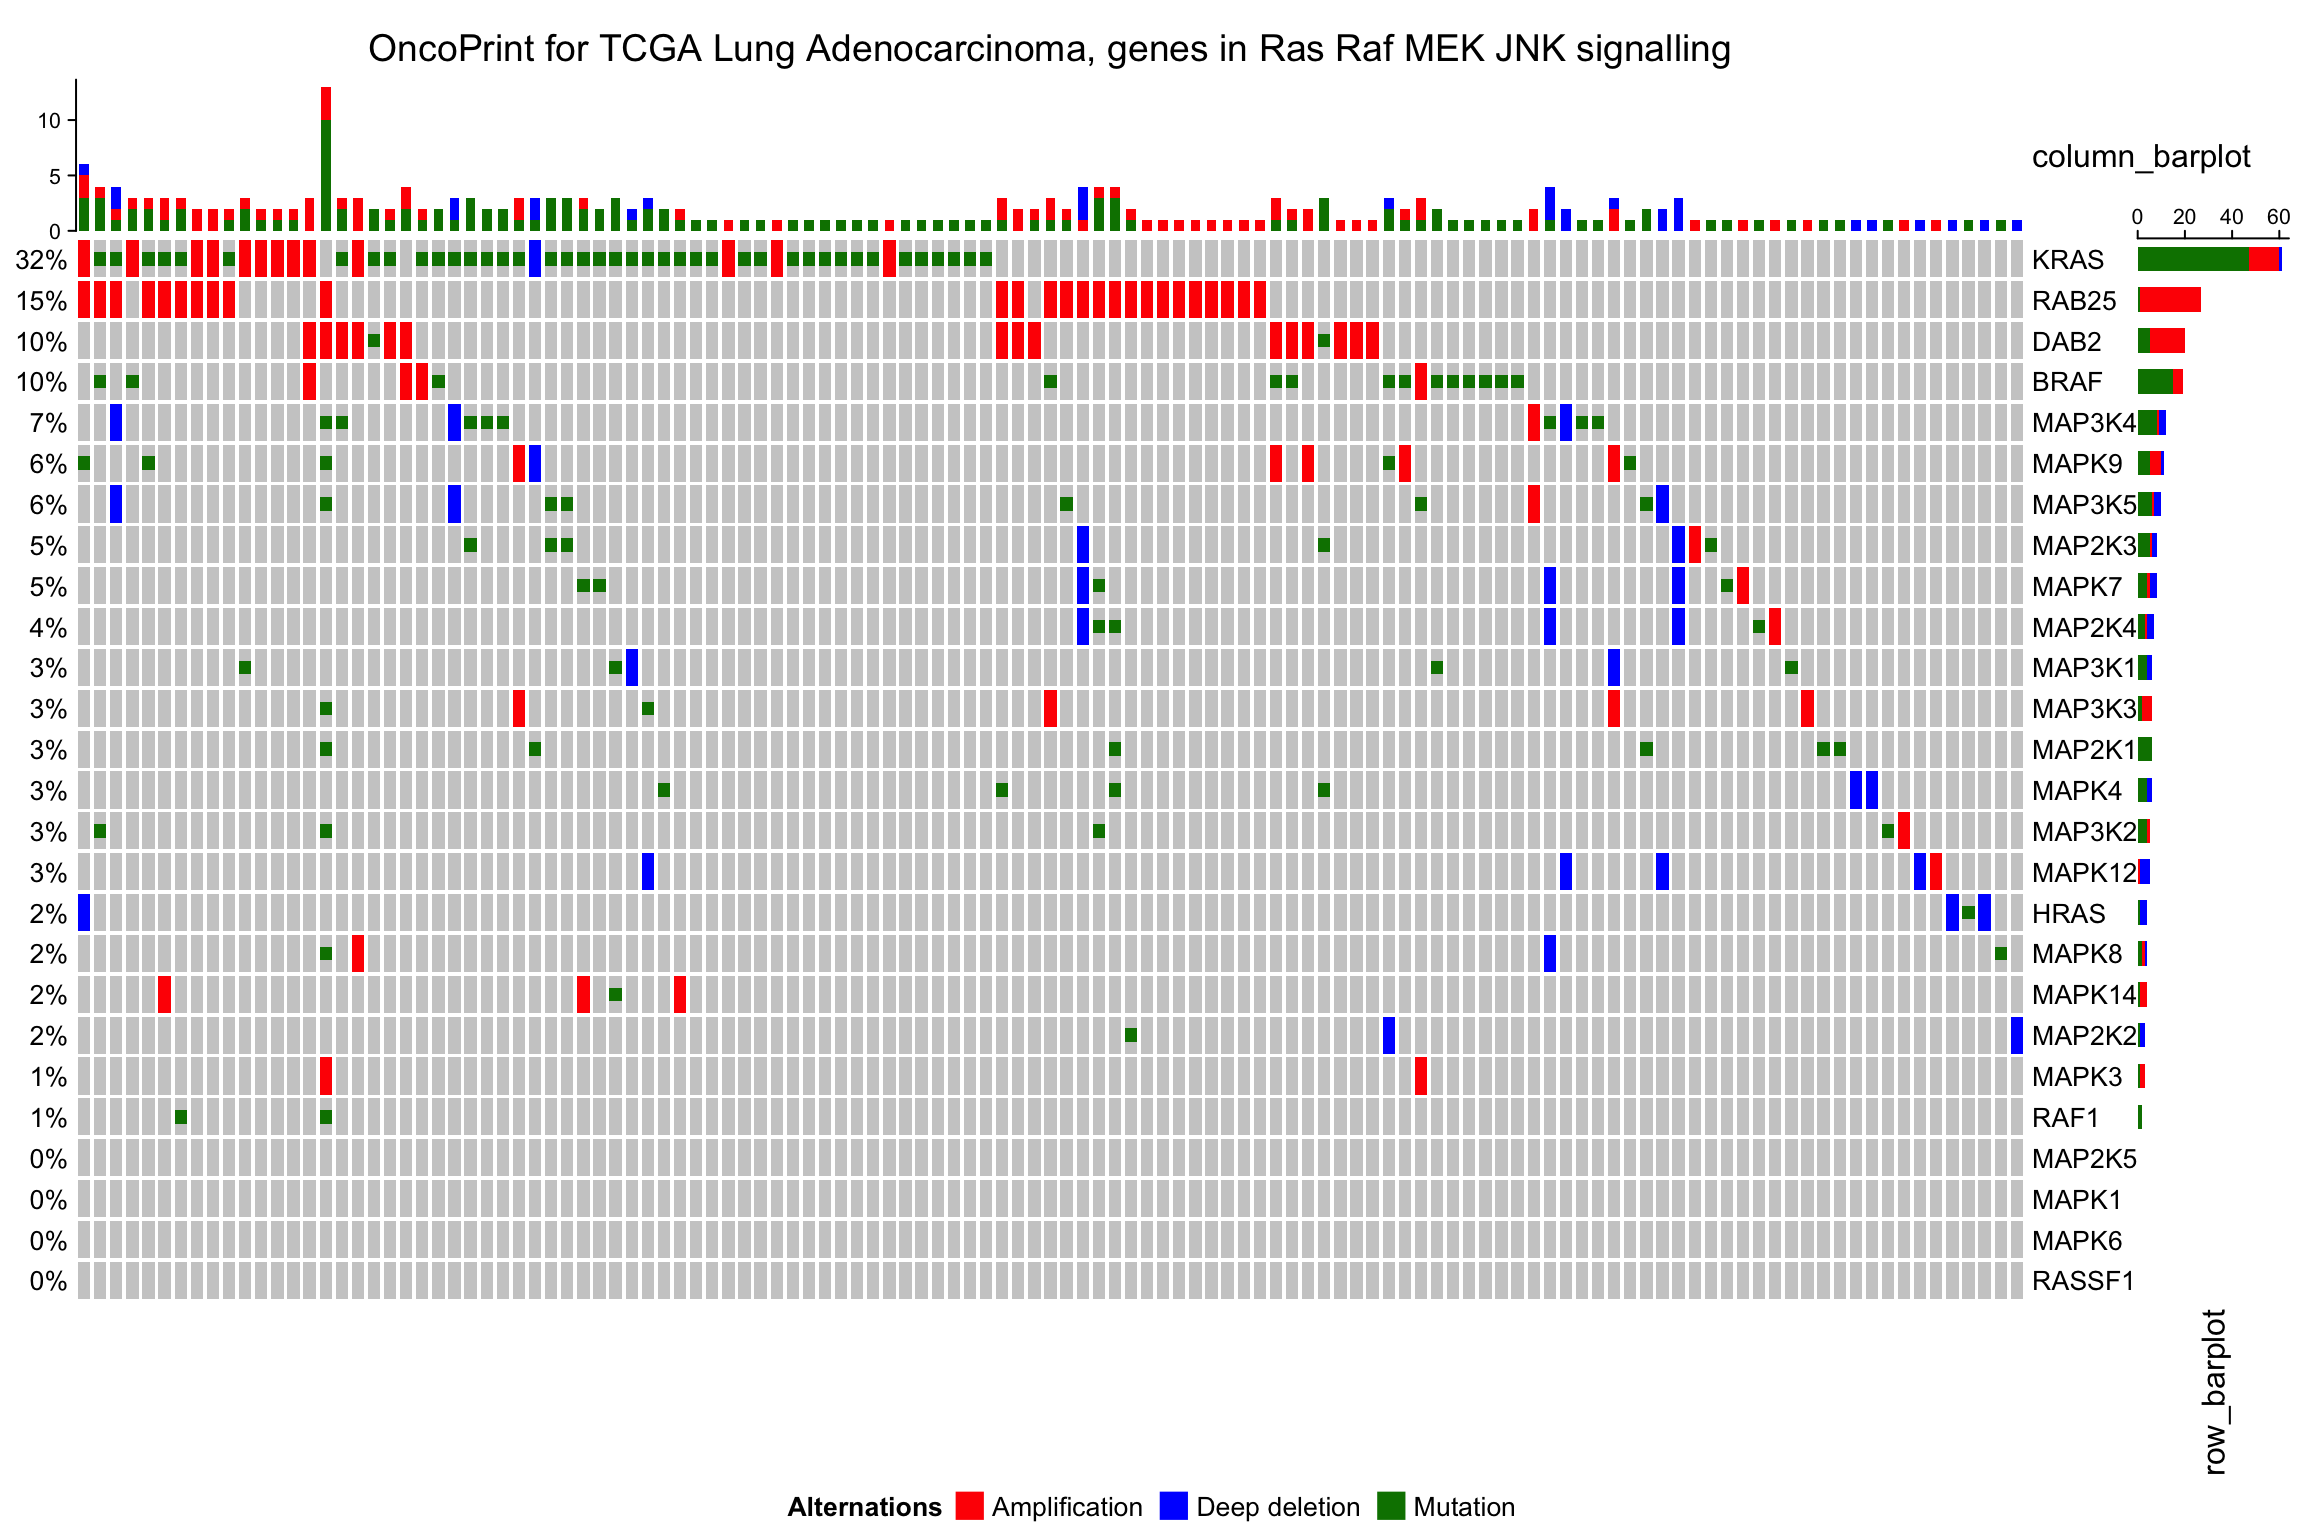 OncoPrint for TCGA Lung Adenocarcinoma, genes in Ras Raf MEK JNK signalling
10
5
0
column_barplot
0 20 40 60
32% KRAS
15% RAB25
10% DAB2
10% BRAF
7% MAP3K4
6% MAPK9
6% MAP3K5
5% MAP2K3
5% MAPK7
4% MAP2K4
3% MAP3K1
3% MAP3K3
3% MAP2K1
3% MAPK4
3% MAP3K2
3% MAPK12
2% HRAS
2% MAPK8
2% MAPK14
2% MAP2K2
1% MAPK3
1% RAF1
0% MAP2K5
0% MAPK1
0% MAPK6
0% RASSF1
row_barplot
Alternations Amplification Deep deletion Mutation